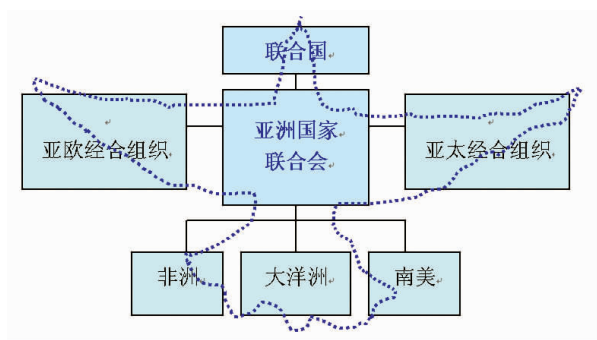 联合国
亚洲国家
联合会
亚欧经合组织
亚太经合组织
非洲
大洋洲
南美